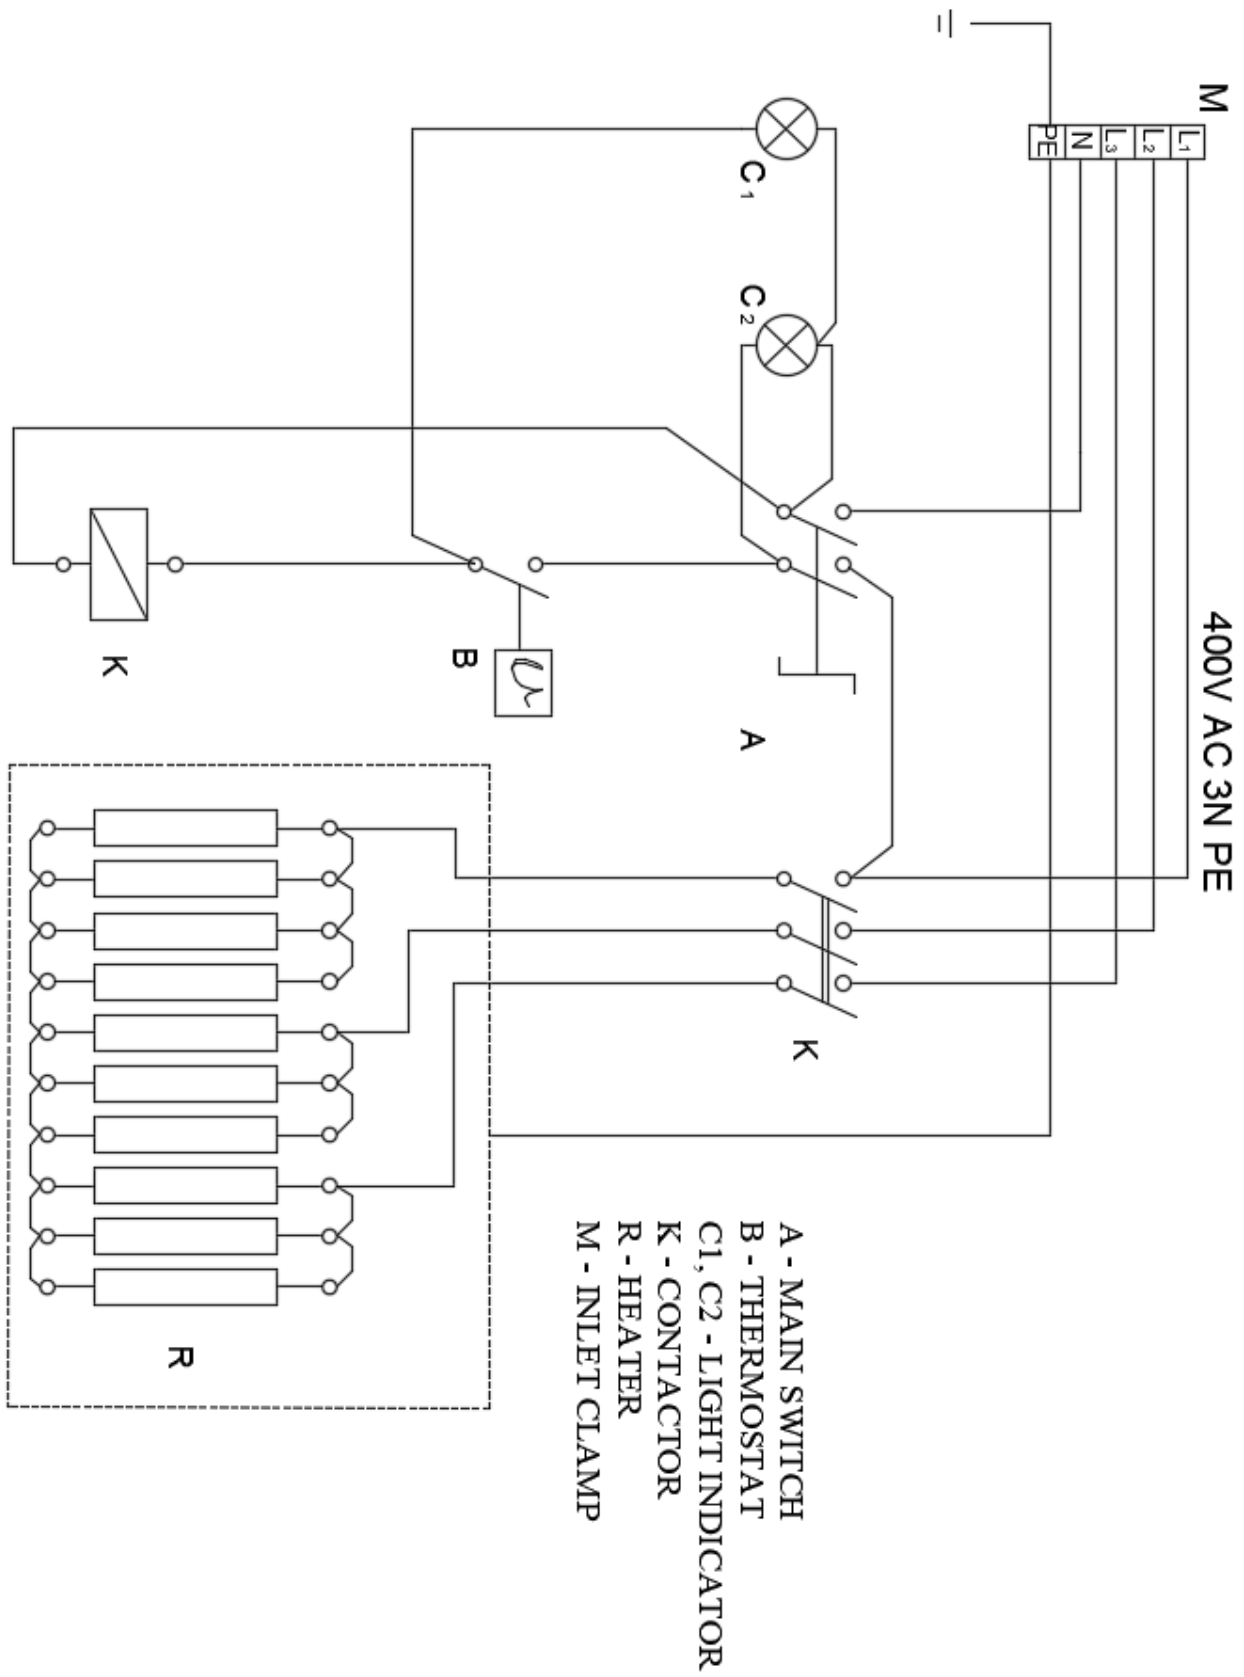 M
400V AC 3N PE
L1
L2
L3
N
PE
C1
C2
A
B
K
K
R
A - MAIN SWITCH
B - THERMOSTAT
C1, C2 - LIGHT INDICATOR
K - CONTACTOR
R - HEATER
M - INLET CLAMP